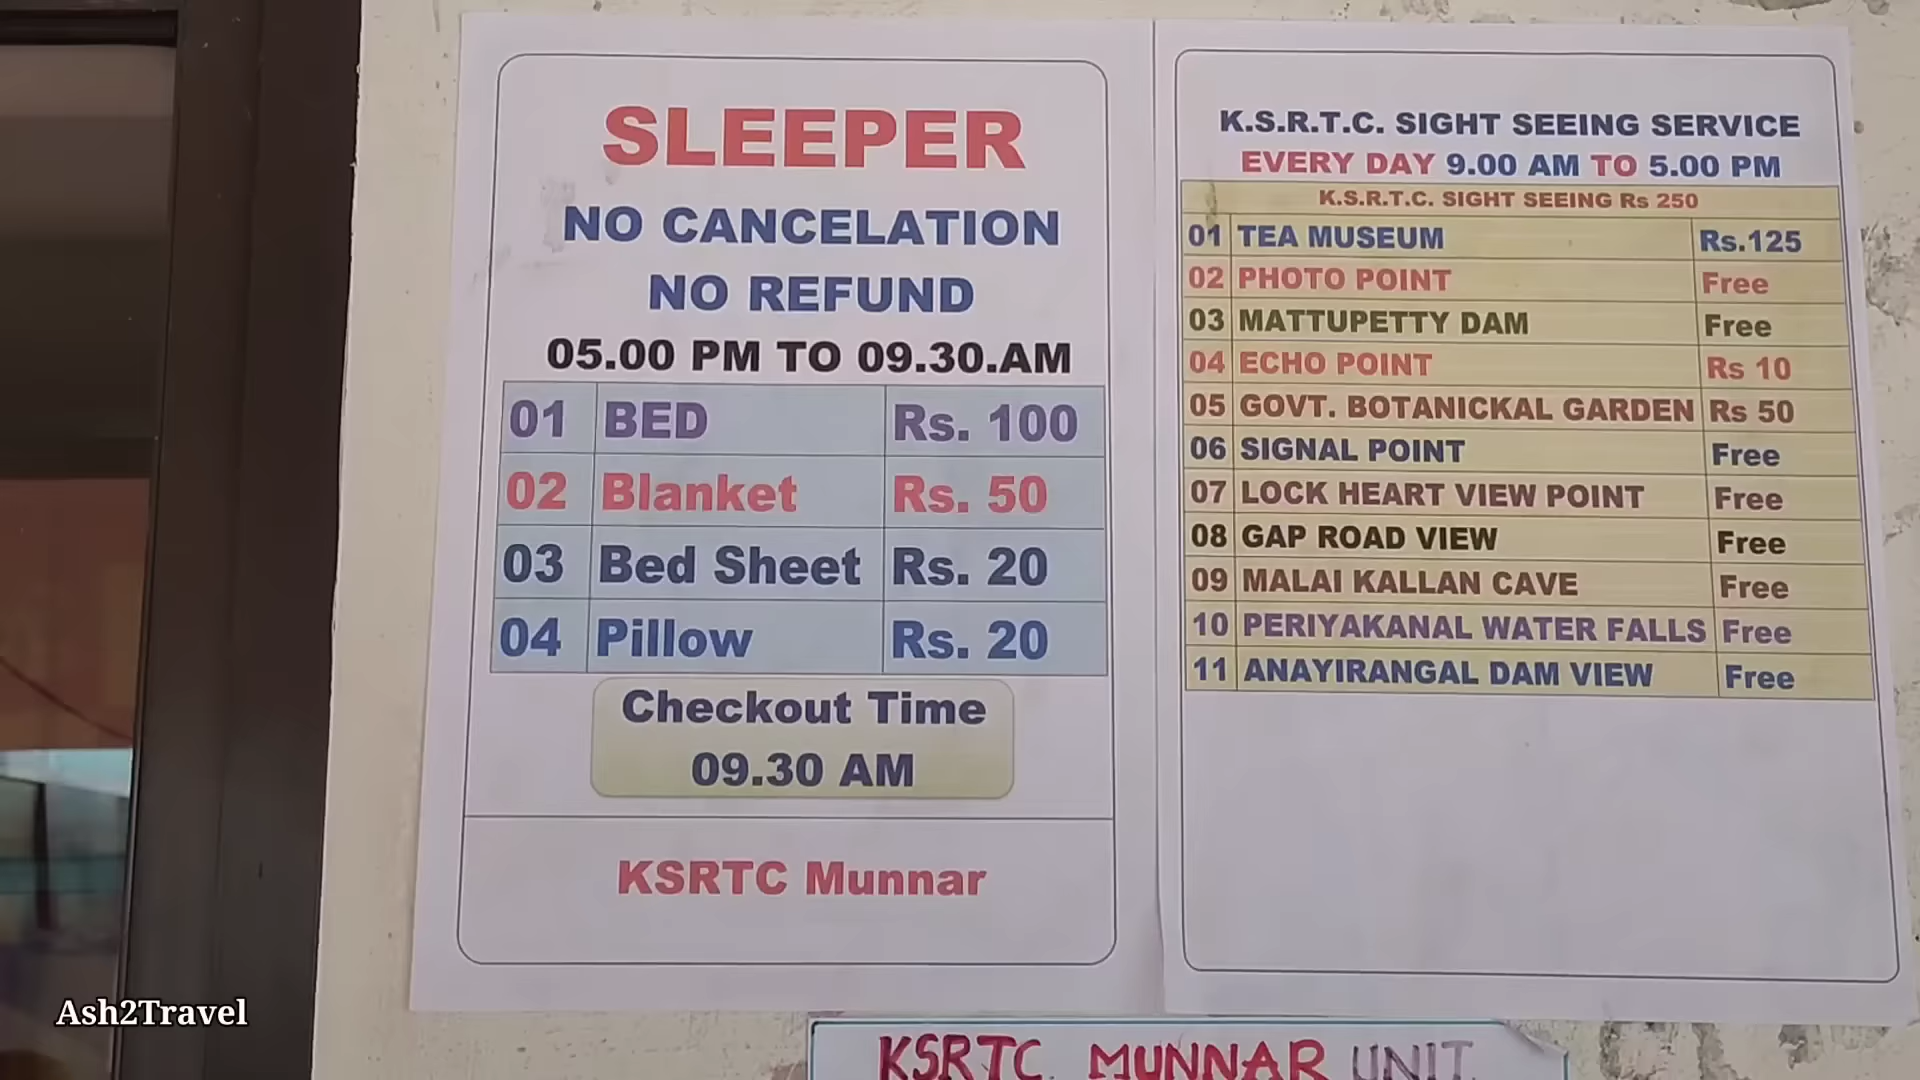 SLEEPER
NO CANCELATION
NO REFUND
05.00 PM TO 09.30.AM
01 BED Rs. 100
02 Blanket Rs. 50
03 Bed Sheet Rs. 20
04 Pillow Rs. 20
Checkout Time
09.30 AM
KSRTC Munnar
K.S.R.T.C. SIGHT SEEING SERVICE
EVERY DAY 9.00 AM TO 5.00 PM
K.S.R.T.C. SIGHT SEEING Rs 250
01 TEA MUSEUM Rs.125
02 PHOTO POINT Free
03 MATTUPETTY DAM Free
04 ECHO POINT Rs 10
05 GOVT. BOTANICKAL GARDEN Rs 50
06 SIGNAL POINT Free
07 LOCK HEART VIEW POINT Free
08 GAP ROAD VIEW Free
09 MALAI KALLAN CAVE Free
10 PERIYAKANAL WATER FALLS Free
11 ANAYIRANGAL DAM VIEW Free
KSRTC MUNNAR UNIT
Ash2Travel